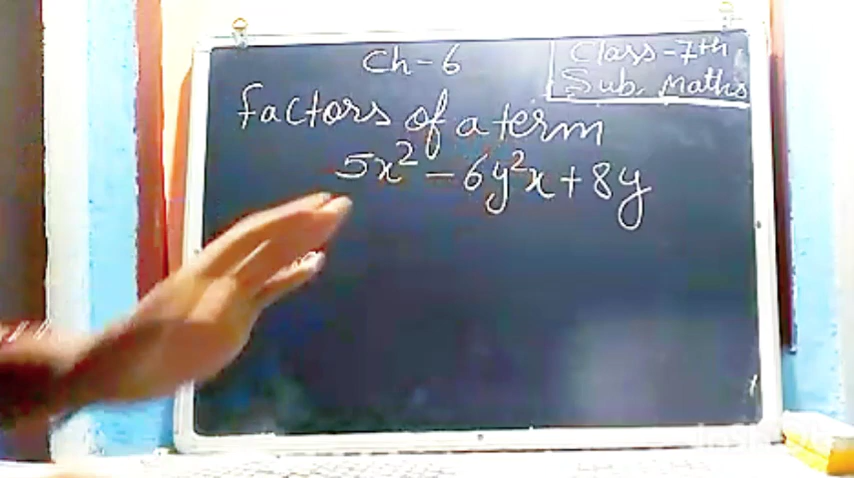 Ch-6
Class-7th
Sub. Maths
Factors of a term
5x² - 6y²x + 8y